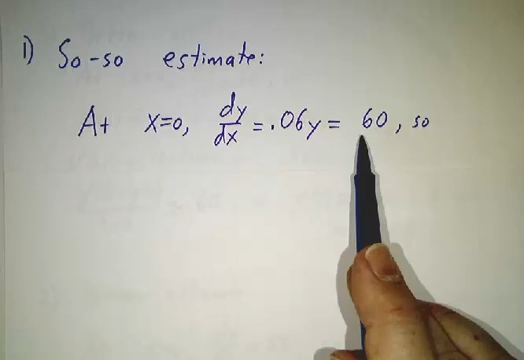 1) So-so estimate:
At x=0, dy/dx = .06y = 60, so